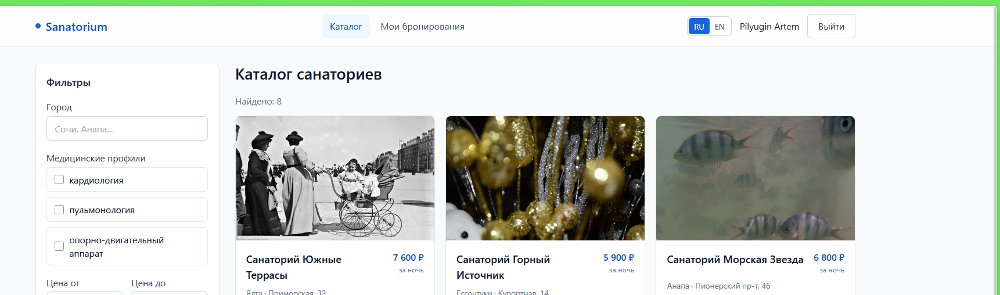 Sanatorium
Каталог
Мои бронирования
RU
EN
Pilyugin Artem
Выйти
Фильтры
Город
Сочи, Анапа...
Медицинские профили
кардиология
пульмонология
опорно-двигательный
аппарат
Цена от
Цена до
Каталог санаториев
Найдено: 8
Санаторий Южные
Террасы
7 600 ₽
за ночь
Ялта · Приморская, 32
Санаторий Горный
Источник
5 900 ₽
за ночь
Ессентуки · Курортная, 14
Санаторий Морская Звезда
6 800 ₽
за ночь
Анапа · Пионерский пр-т, 46